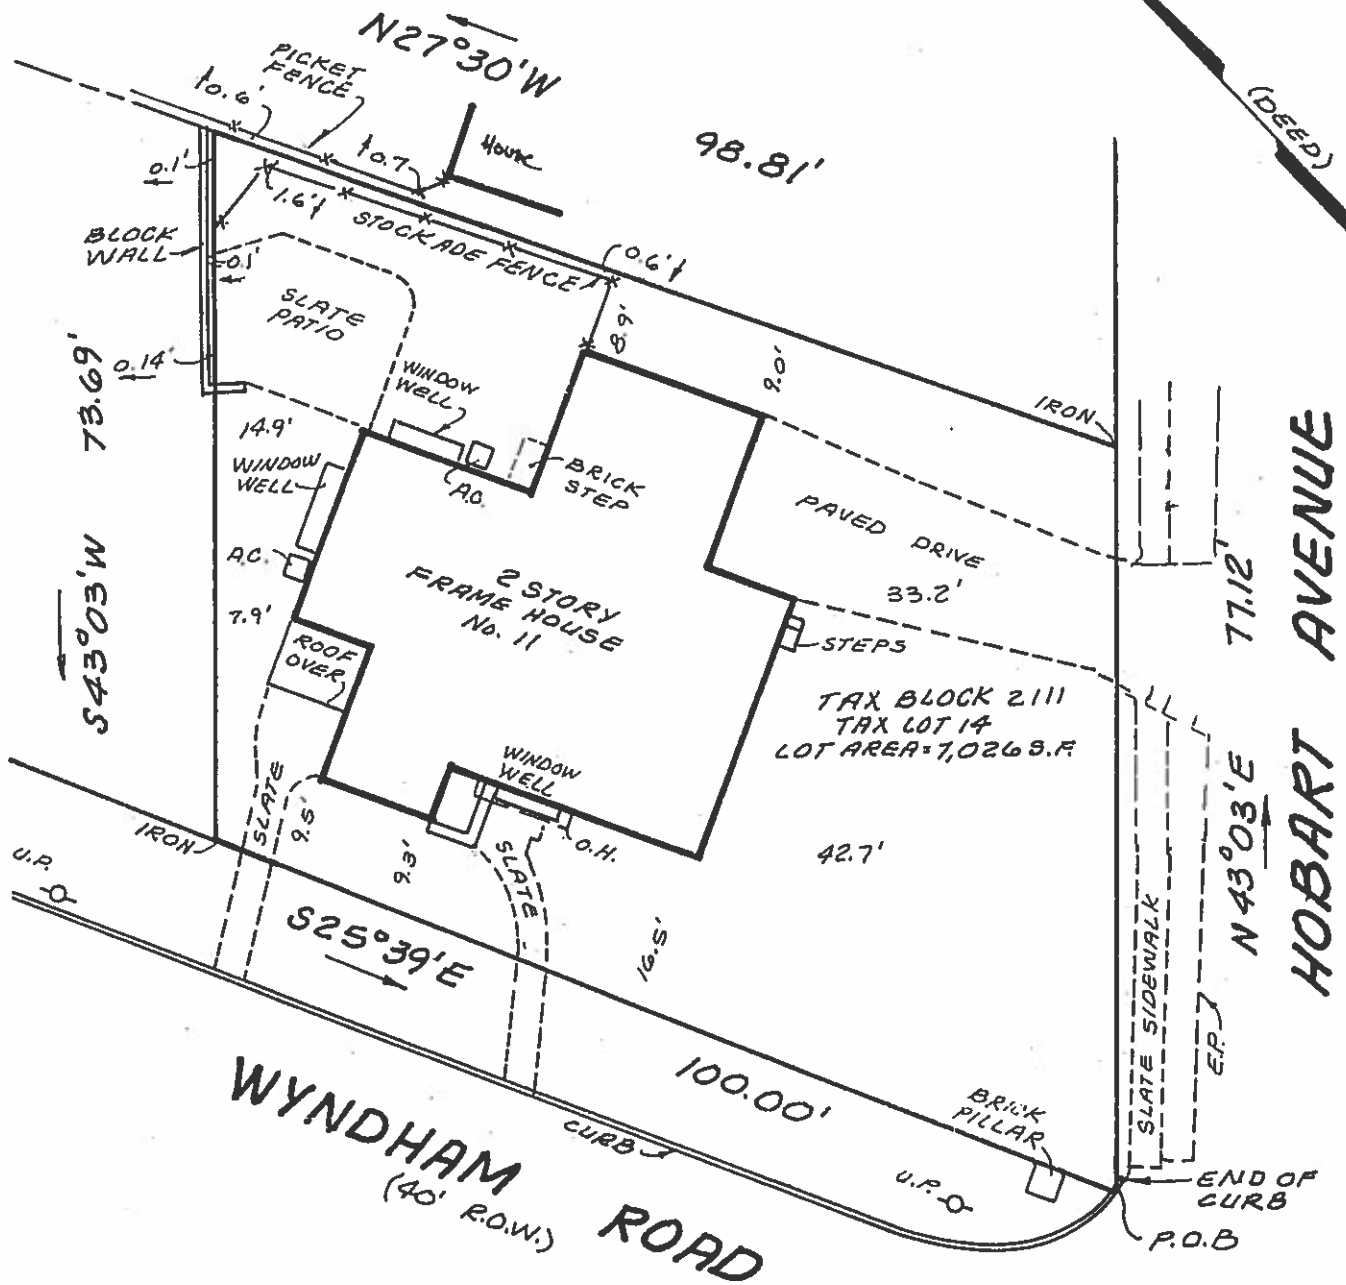 N27°30'W
98.81'
(DEED)
PICKET
FENCE
0.6'
0.7
House
0.1'
1.6'
STOCKADE FENCE
0.6'
BLOCK
WALL
0.1'
SLATE
PATIO
0.14'
8.9'
9.0'
IRON
WINDOW
WELL
A.C.
BRICK
STEP
14.9'
WINDOW
WELL
A.C.
7.9'
S43°03'W 73.69'
2 STORY
FRAME HOUSE
No. 11
ROOF
OVER
PAVED DRIVE
33.2'
STEPS
TAX BLOCK 2111
TAX LOT 14
LOT AREA=7,026 S.F.
WINDOW
WELL
O.H.
42.7'
SLATE
9.5'
9.3'
SLATE
16.5'
IRON
U.P.
S25°39'E
100.00'
WYNDHAM ROAD
(40' R.O.W.)
CURB
U.P.
BRICK
PILLAR
END OF
CURB
P.O.B
SLATE SIDEWALK
E.P.
N43°03'E 77.12'
HOBART AVENUE